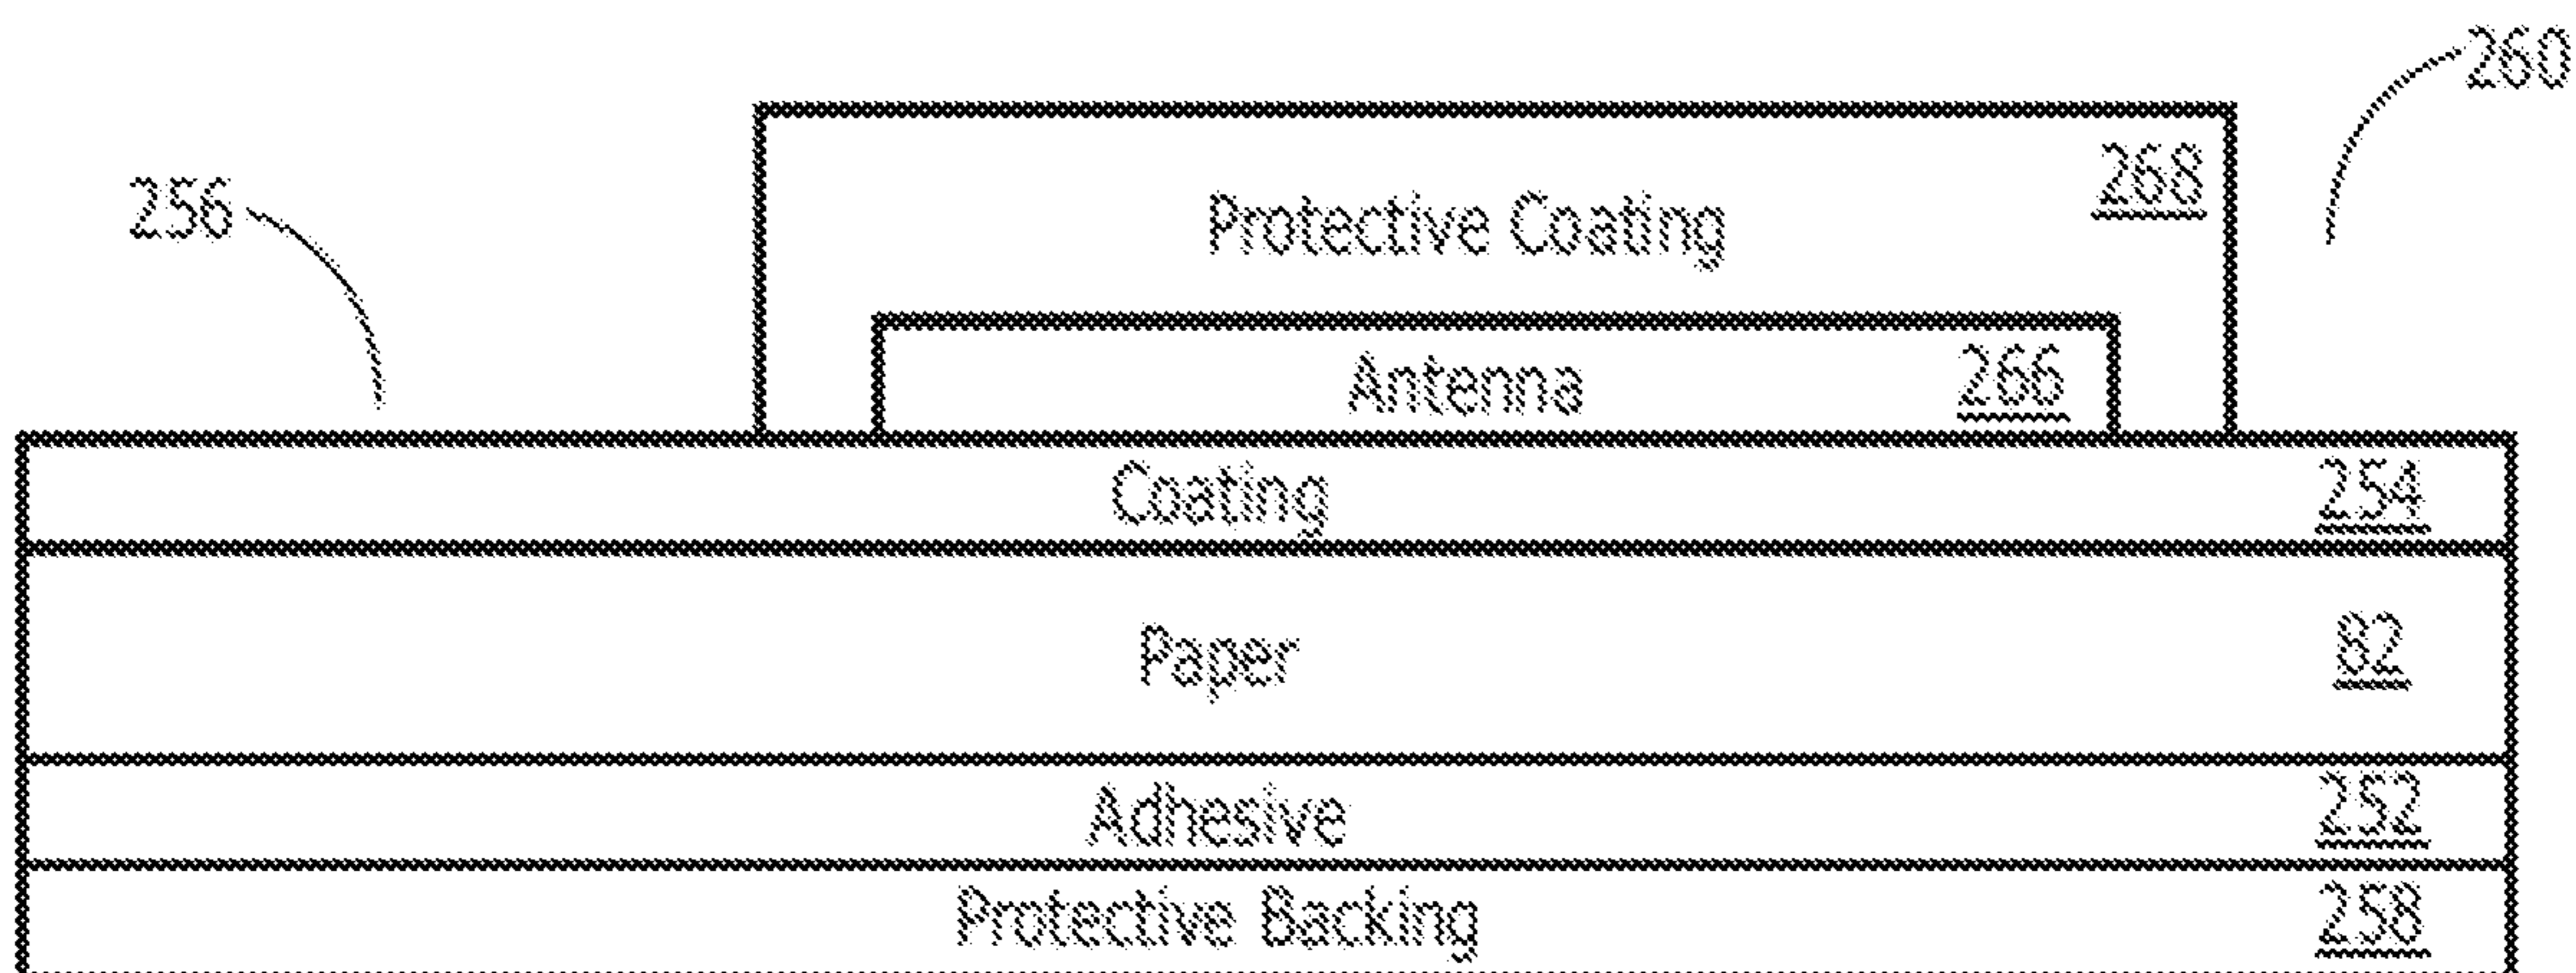 260
256
268
Protective Coating
Antenna 266
Coating 254
Paper 82
Adhesive 252
Protective Backing 258